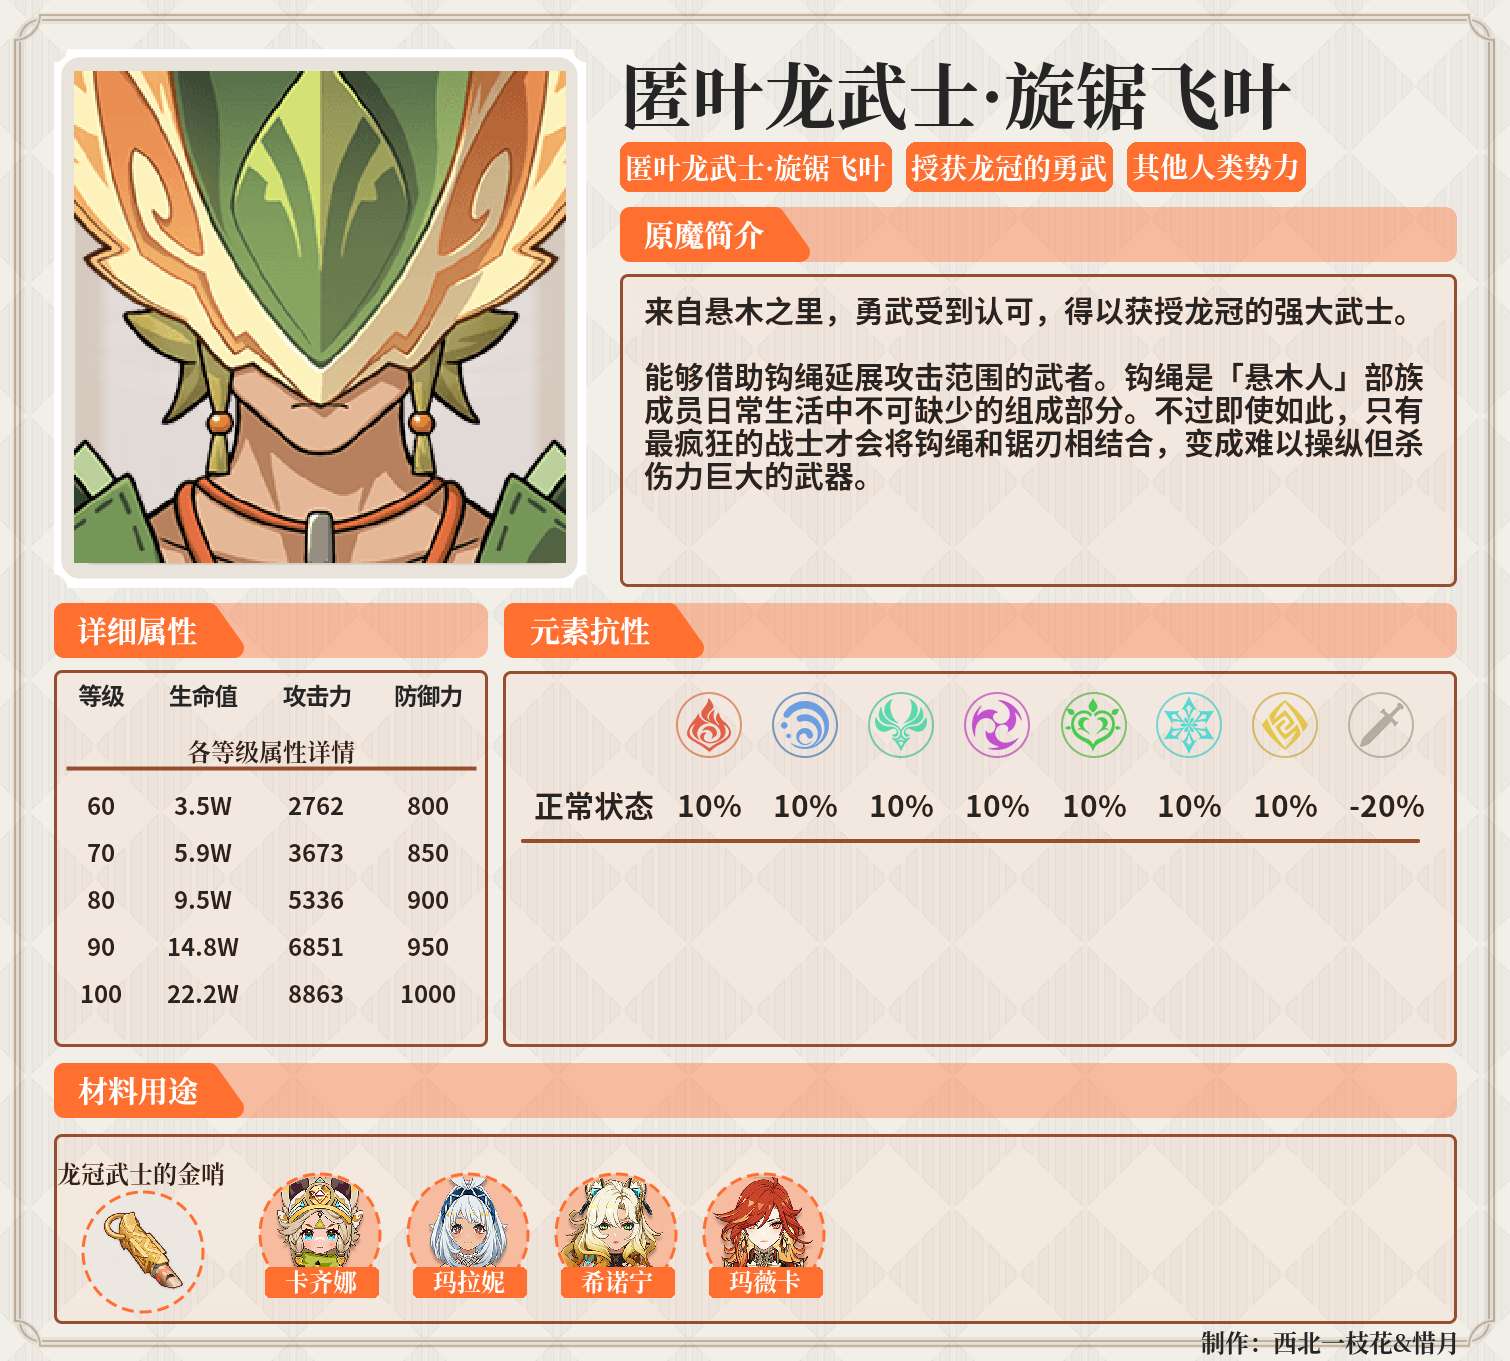 匿叶龙武士·旋锯飞叶
匿叶龙武士·旋锯飞叶 授获龙冠的勇武 其他人类势力
原魔简介
来自悬木之里，勇武受到认可，得以获授龙冠的强大武士。
能够借助钩绳延展攻击范围的武者。钩绳是「悬木人」部族
成员日常生活中不可缺少的组成部分。不过即使如此，只有
最疯狂的战士才会将钩绳和锯刃相结合，变成难以操纵但杀
伤力巨大的武器。
详细属性
等级 生命值 攻击力 防御力
各等级属性详情
60 3.5W 2762 800
70 5.9W 3673 850
80 9.5W 5336 900
90 14.8W 6851 950
100 22.2W 8863 1000
元素抗性
正常状态 10% 10% 10% 10% 10% 10% 10% -20%
材料用途
龙冠武士的金哨
卡齐娜 玛拉妮 希诺宁 玛薇卡
制作：西北一枝花&惜月